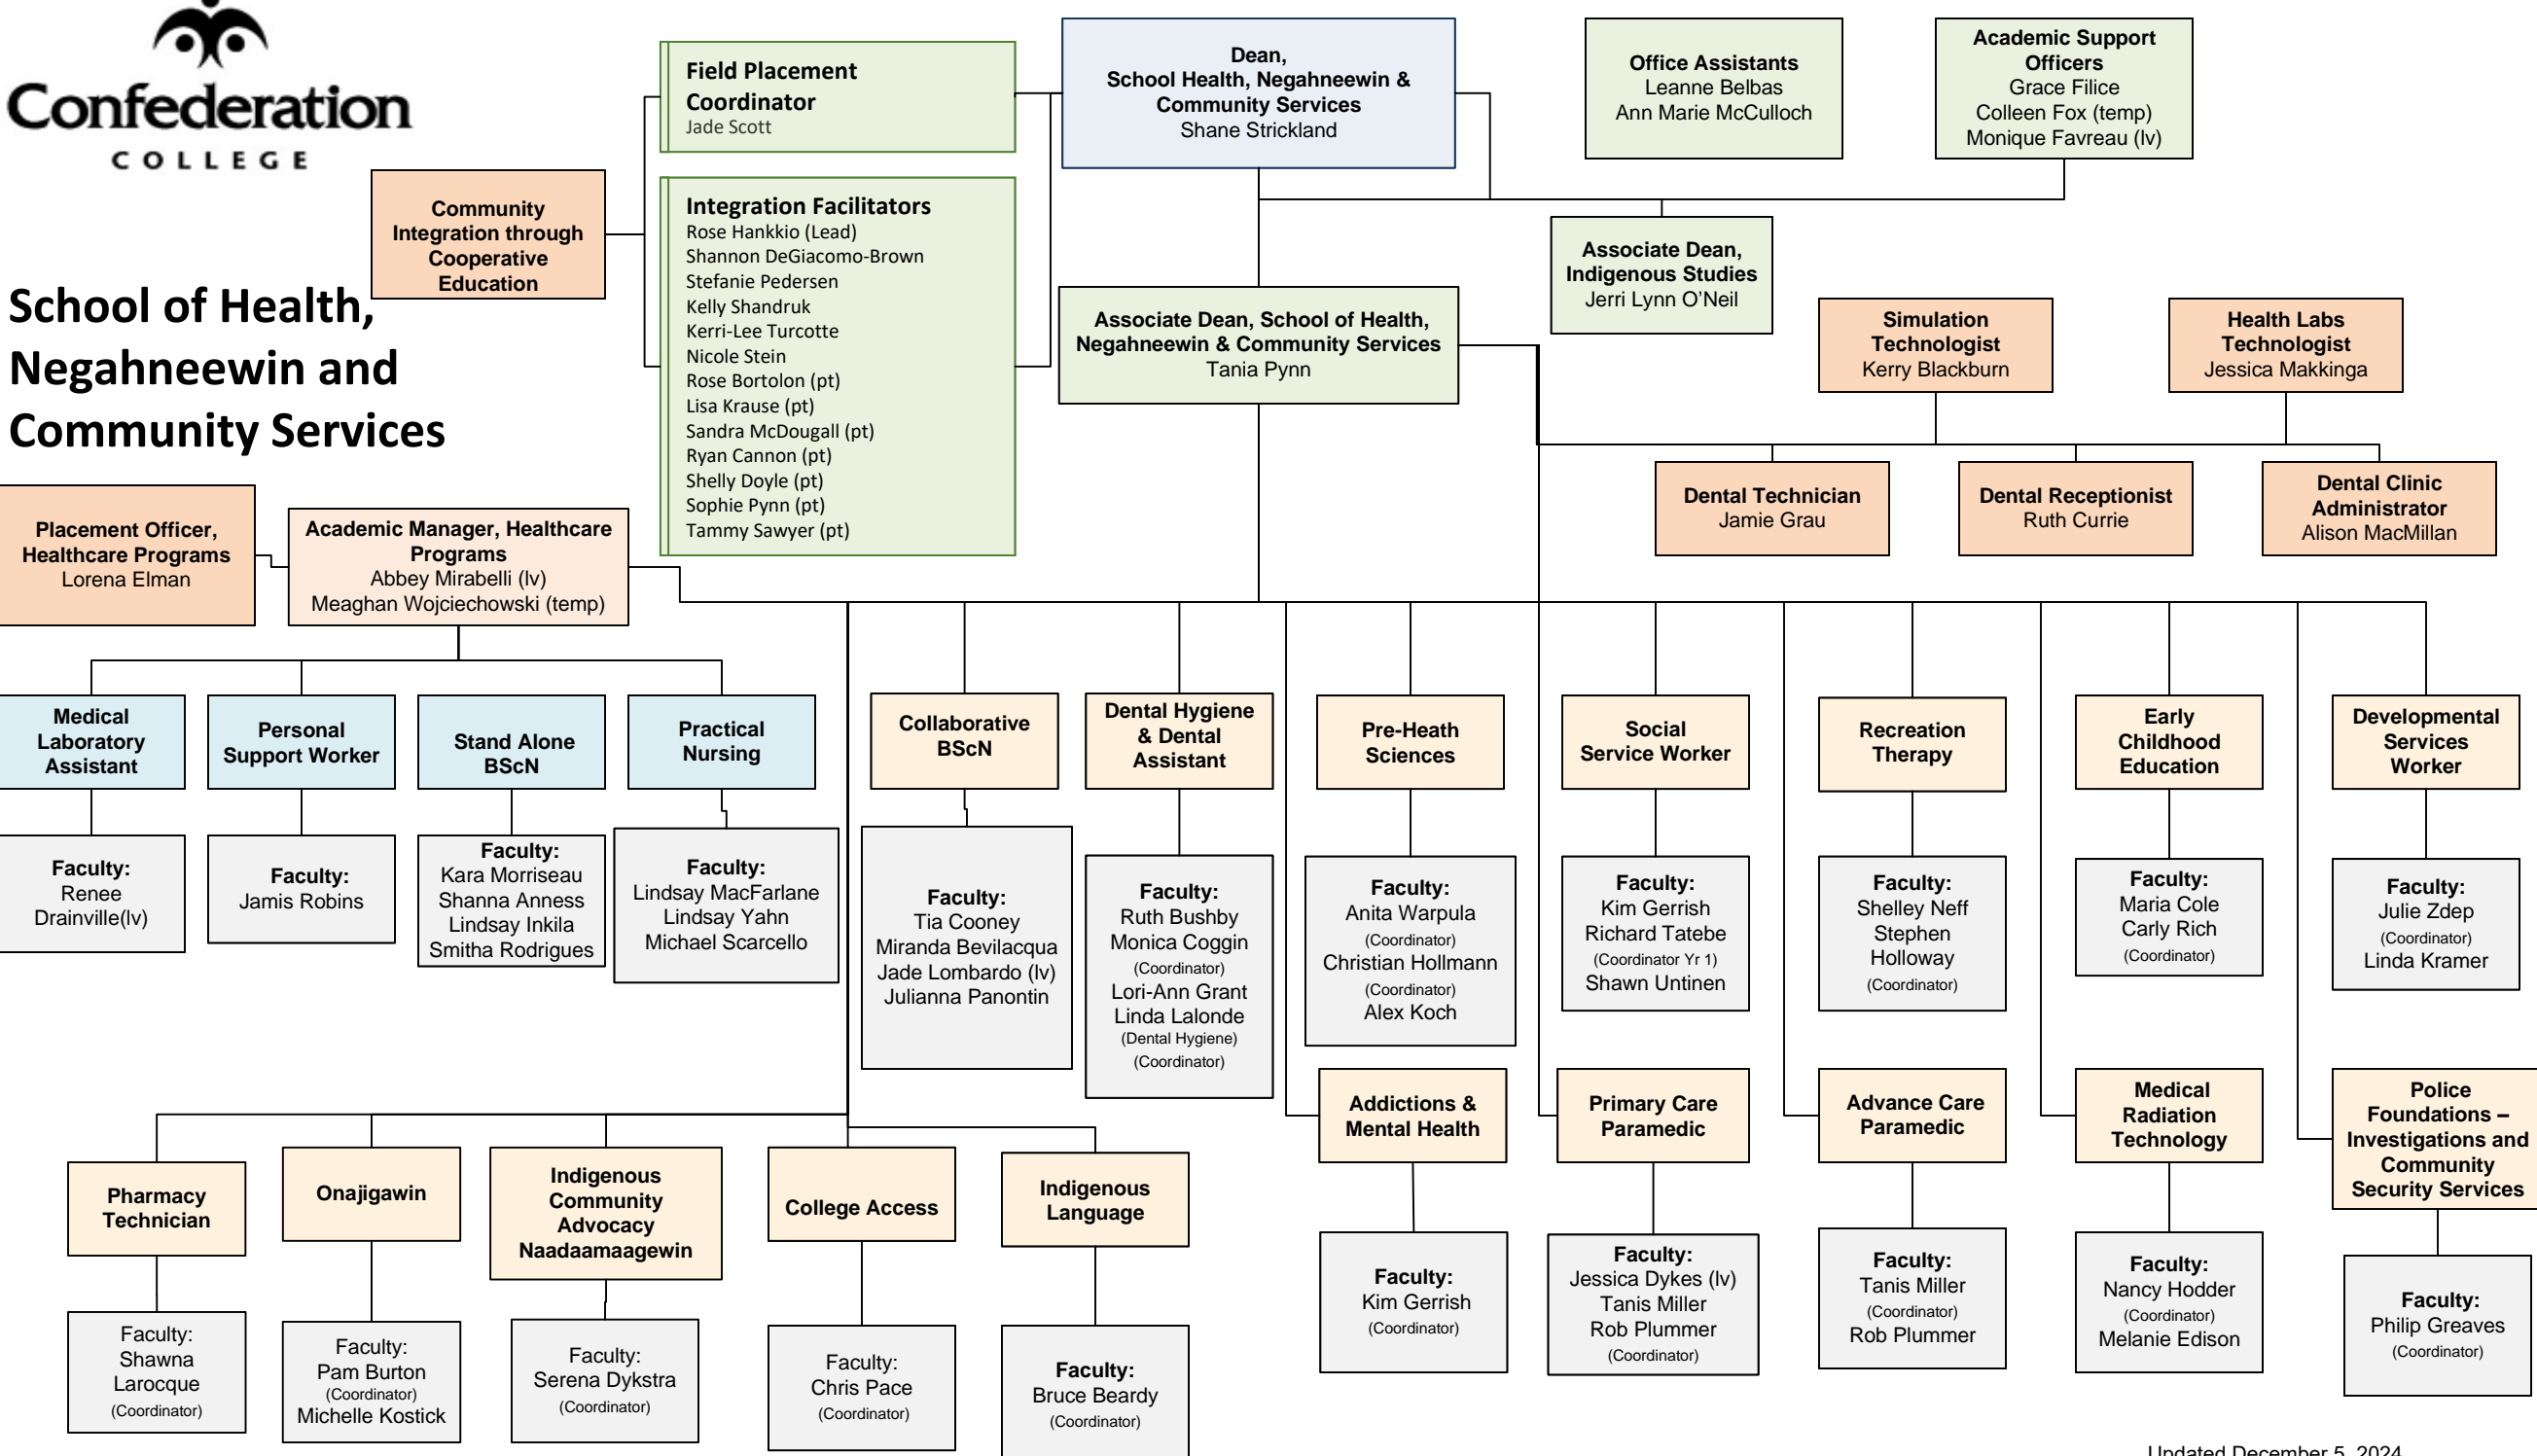 Confederation
COLLEGE
School of Health,
Negahneewin and
Community Services
Community
Integration through
Cooperative
Education
Field Placement
Coordinator
Jade Scott
Integration Facilitators
Rose Hankkio (Lead)
Shannon DeGiacomo-Brown
Stefanie Pedersen
Kelly Shandruk
Kerri-Lee Turcotte
Nicole Stein
Rose Bortolon (pt)
Lisa Krause (pt)
Sandra McDougall (pt)
Ryan Cannon (pt)
Shelly Doyle (pt)
Sophie Pynn (pt)
Tammy Sawyer (pt)
Dean,
School Health, Negahneewin &
Community Services
Shane Strickland
Office Assistants
Leanne Belbas
Ann Marie McCulloch
Academic Support
Officers
Grace Filice
Colleen Fox (temp)
Monique Favreau (lv)
Associate Dean,
Indigenous Studies
Jerri Lynn O’Neil
Associate Dean, School of Health,
Negahneewin & Community Services
Tania Pynn
Simulation
Technologist
Kerry Blackburn
Health Labs
Technologist
Jessica Makkinga
Dental Technician
Jamie Grau
Dental Receptionist
Ruth Currie
Dental Clinic
Administrator
Alison MacMillan
Placement Officer,
Healthcare Programs
Lorena Elman
Academic Manager, Healthcare
Programs
Abbey Mirabelli (lv)
Meaghan Wojciechowski (temp)
Medical
Laboratory
Assistant
Personal
Support Worker
Stand Alone
BScN
Practical
Nursing
Collaborative
BScN
Dental Hygiene
& Dental
Assistant
Pre-Heath
Sciences
Social
Service Worker
Recreation
Therapy
Early
Childhood
Education
Developmental
Services
Worker
Faculty:
Renee
Drainville(lv)
Faculty:
Jamis Robins
Faculty:
Kara Morriseau
Shanna Anness
Lindsay Inkila
Smitha Rodrigues
Faculty:
Lindsay MacFarlane
Lindsay Yahn
Michael Scarcello
Faculty:
Tia Cooney
Miranda Bevilacqua
Jade Lombardo (lv)
Julianna Panontin
Faculty:
Ruth Bushby
Monica Coggin
(Coordinator)
Lori-Ann Grant
Linda Lalonde
(Dental Hygiene)
(Coordinator)
Faculty:
Anita Warpula
(Coordinator)
Christian Hollmann
(Coordinator)
Alex Koch
Faculty:
Kim Gerrish
Richard Tatebe
(Coordinator Yr 1)
Shawn Untinen
Faculty:
Shelley Neff
Stephen
Holloway
(Coordinator)
Faculty:
Maria Cole
Carly Rich
(Coordinator)
Faculty:
Julie Zdep
(Coordinator)
Linda Kramer
Addictions &
Mental Health
Primary Care
Paramedic
Advance Care
Paramedic
Medical
Radiation
Technology
Police
Foundations –
Investigations and
Community
Security Services
Pharmacy
Technician
Onajigawin
Indigenous
Community
Advocacy
Naadaamaagewin
College Access
Indigenous
Language
Faculty:
Kim Gerrish
(Coordinator)
Faculty:
Jessica Dykes (lv)
Tanis Miller
Rob Plummer
(Coordinator)
Faculty:
Tanis Miller
(Coordinator)
Rob Plummer
Faculty:
Nancy Hodder
(Coordinator)
Melanie Edison
Faculty:
Philip Greaves
(Coordinator)
Faculty:
Shawna
Larocque
(Coordinator)
Faculty:
Pam Burton
(Coordinator)
Michelle Kostick
Faculty:
Serena Dykstra
(Coordinator)
Faculty:
Chris Pace
(Coordinator)
Faculty:
Bruce Beardy
(Coordinator)
Updated December 5, 2024